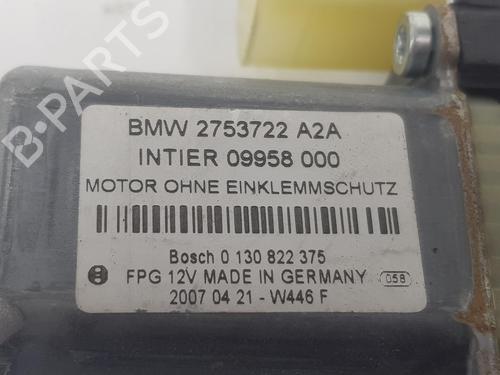 BMW 2753722 A2A
INTIER 09958 000
MOTOR OHNE EINKLEMMSCHUTZ
Bosch 0 130 822 375
FPG 12V MADE IN GERMANY
058
2007 04 21 - W446 F
B-PARTS